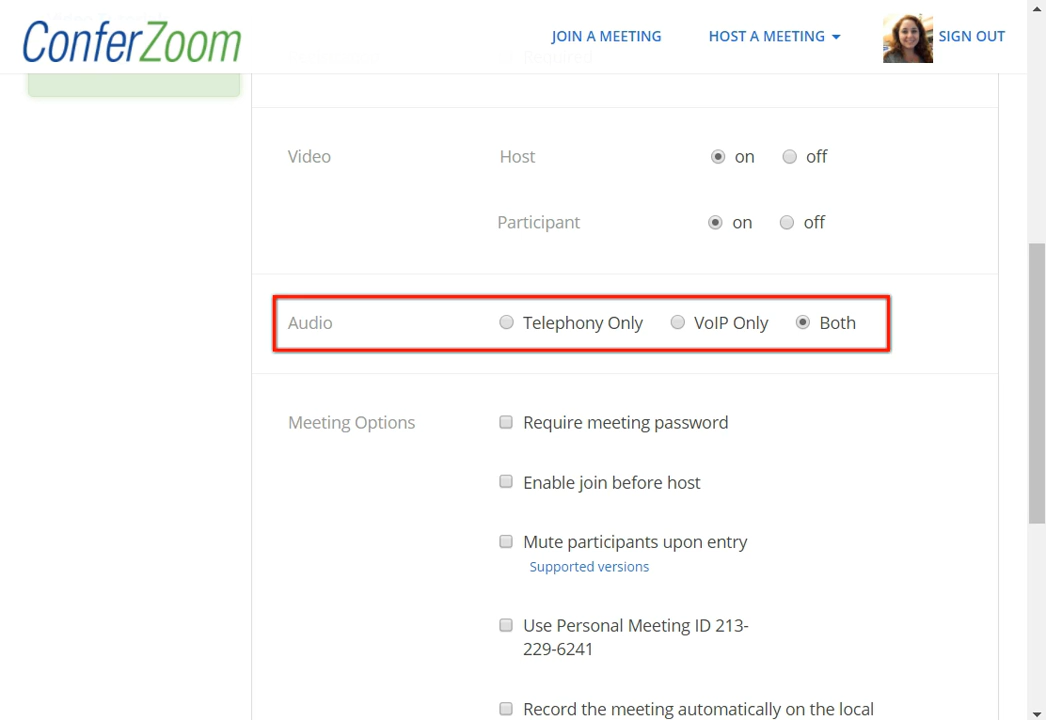 ConferZoom
JOIN A MEETING
HOST A MEETING
SIGN OUT
Required
Video
Host
on
off
Participant
on
off
Audio
Telephony Only
VoIP Only
Both
Meeting Options
Require meeting password
Enable join before host
Mute participants upon entry
Supported versions
Use Personal Meeting ID 213-
229-6241
Record the meeting automatically on the local